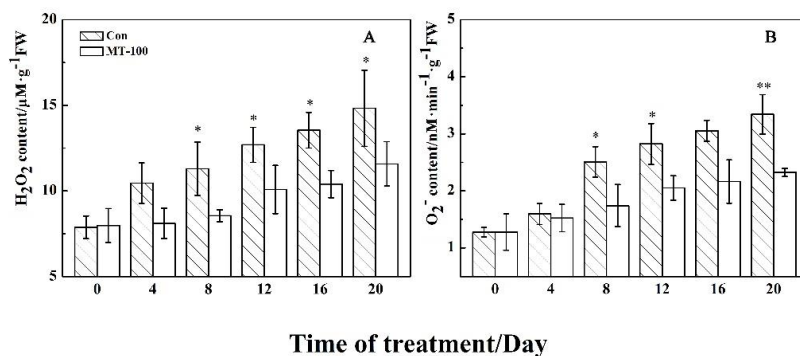 H₂O₂ content/μM·g⁻¹FW
20
15
10
5
Con
MT-100
A
*
*
*
*
0 4 8 12 16 20
O₂⁻ content/nM·min⁻¹·g⁻¹FW
5
4
3
2
1
B
*
*
**
0 4 8 12 16 20
Time of treatment/Day